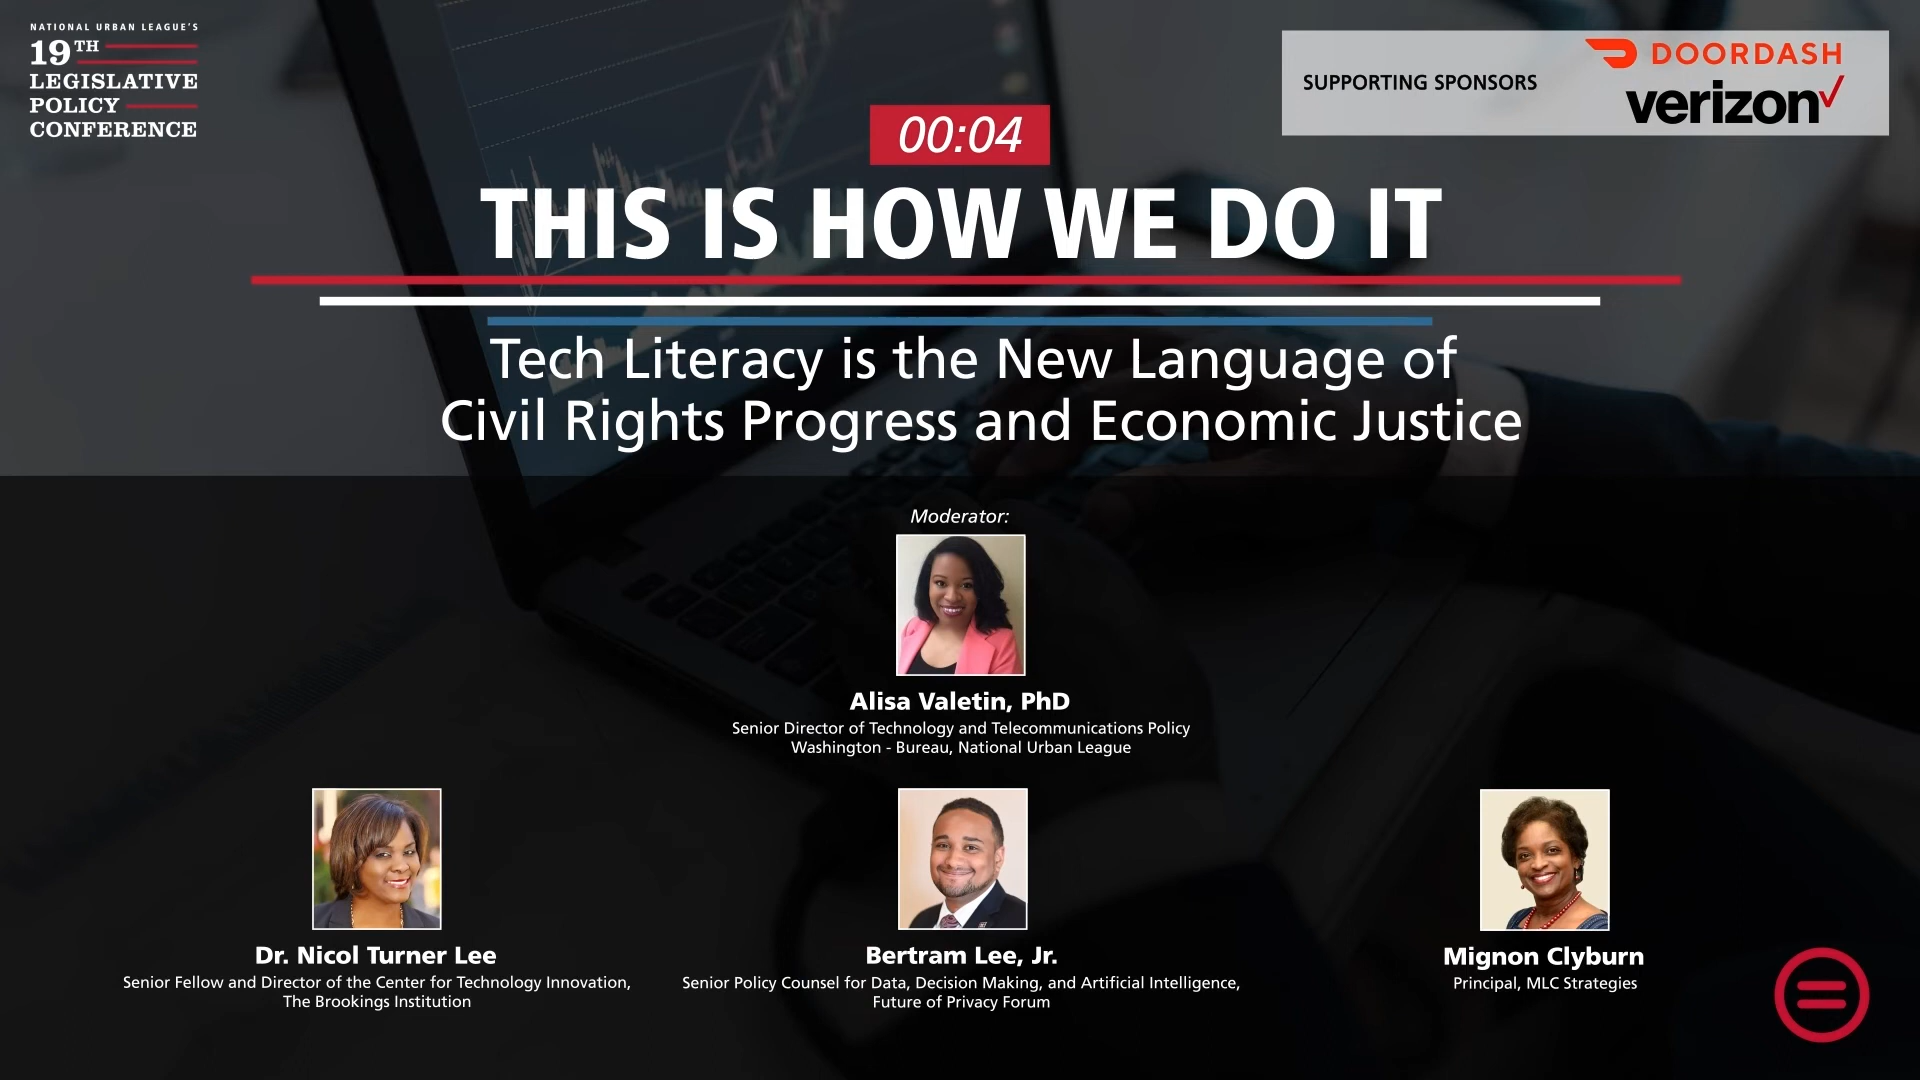 NATIONAL URBAN LEAGUE'S
19TH
LEGISLATIVE
POLICY
CONFERENCE
SUPPORTING SPONSORS
DOORDASH
verizon
00:04
THIS IS HOW WE DO IT
Tech Literacy is the New Language of
Civil Rights Progress and Economic Justice
Moderator:
Alisa Valetin, PhD
Senior Director of Technology and Telecommunications Policy
Washington - Bureau, National Urban League
Dr. Nicol Turner Lee
Senior Fellow and Director of the Center for Technology Innovation,
The Brookings Institution
Bertram Lee, Jr.
Senior Policy Counsel for Data, Decision Making, and Artificial Intelligence,
Future of Privacy Forum
Mignon Clyburn
Principal, MLC Strategies